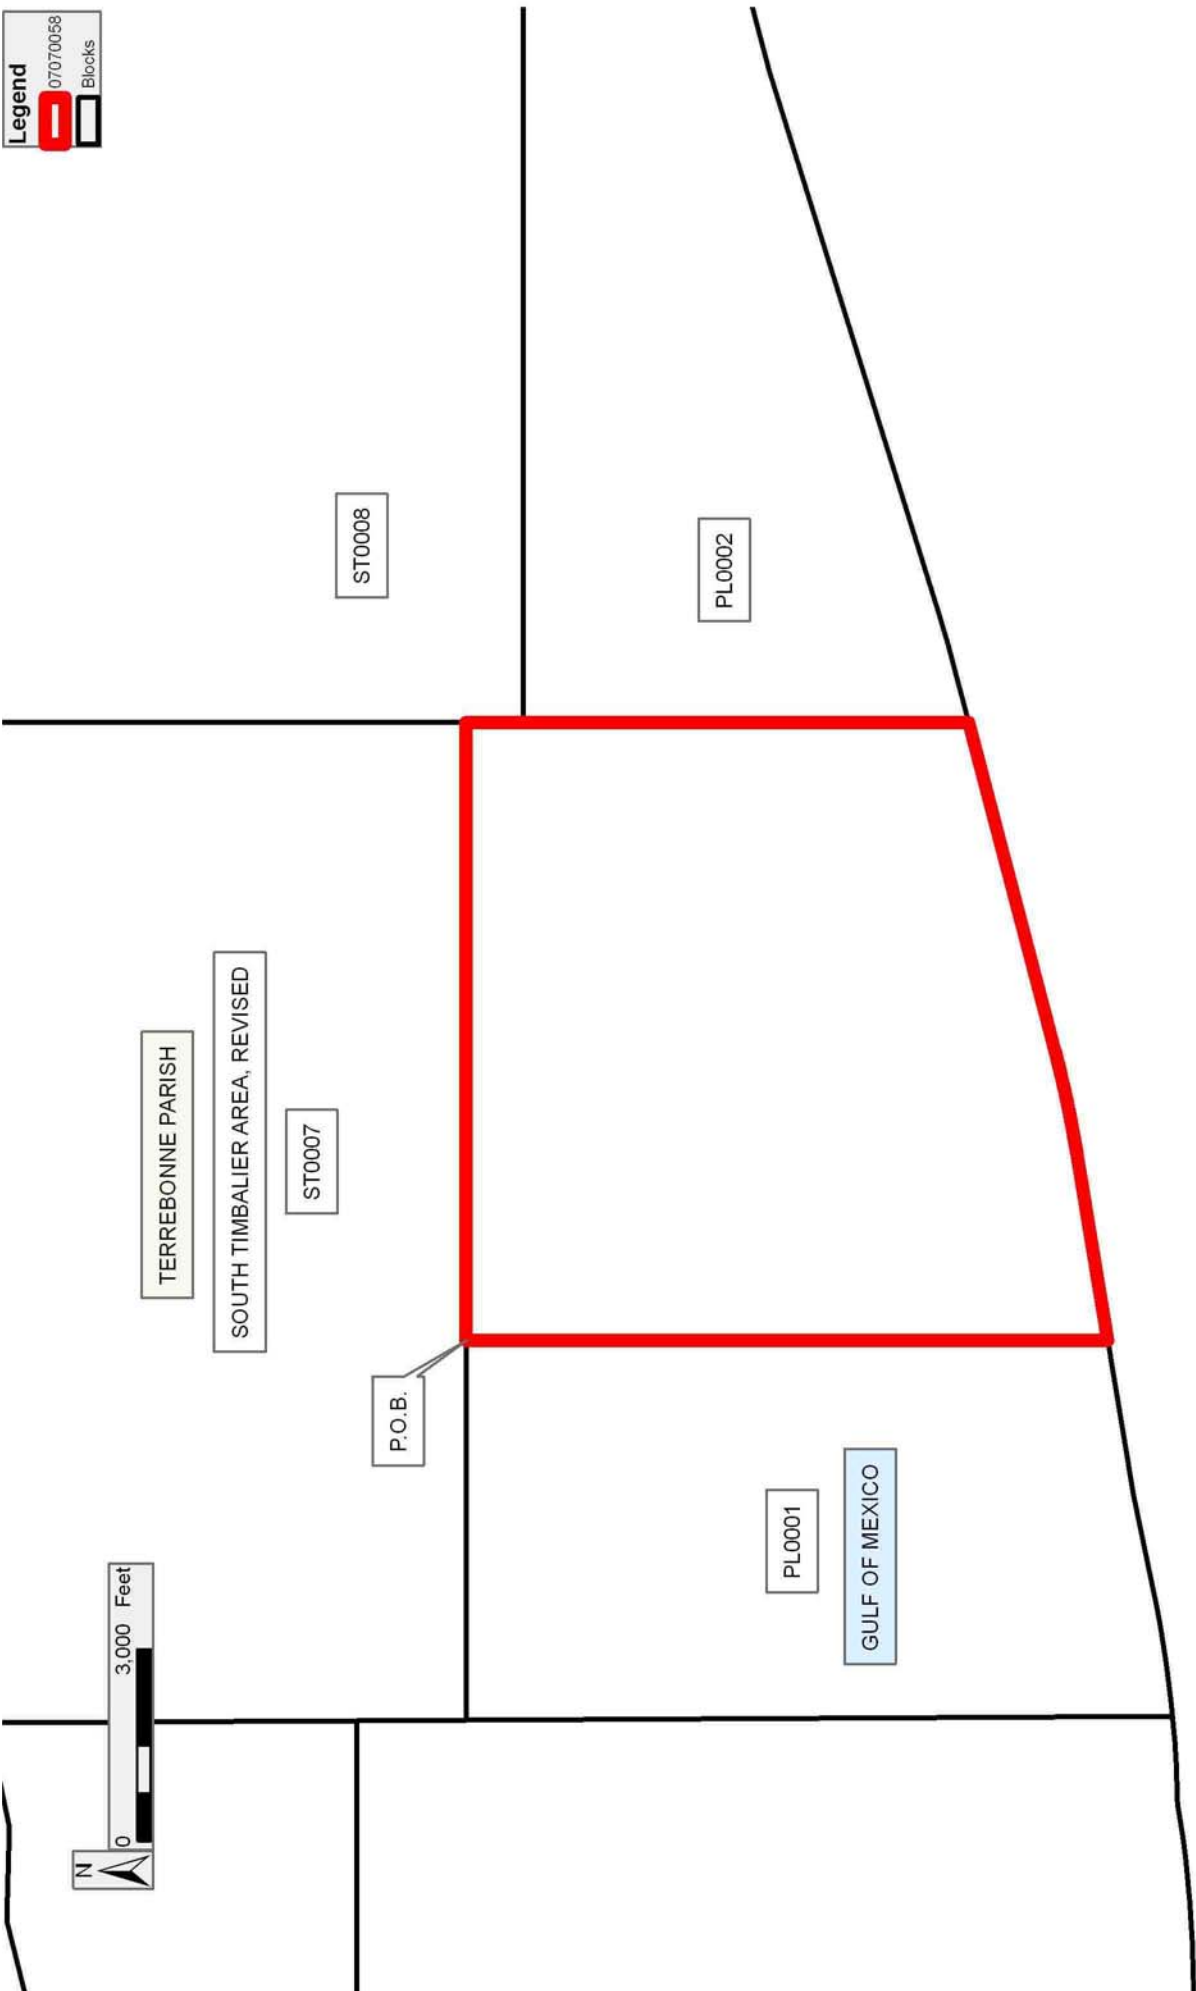 Legend
07070058
Blocks
N
0 3,000 Feet
TERREBONNE PARISH
SOUTH TIMBALIER AREA, REVISED
ST0007
ST0008
P.O.B.
PL0002
PL0001
GULF OF MEXICO